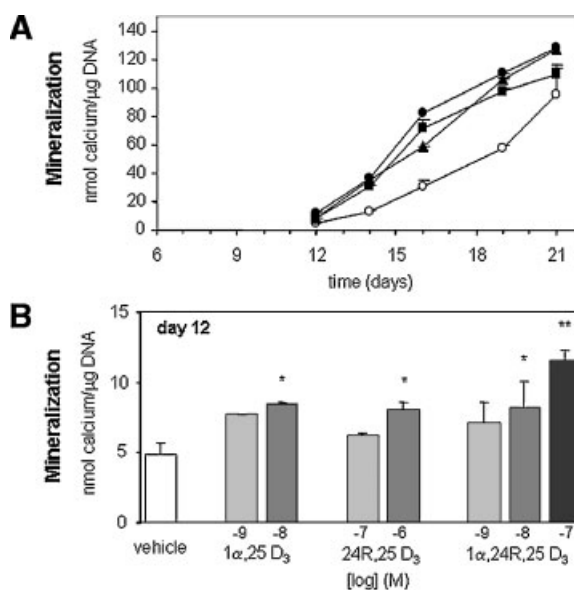 A
Mineralization
nmol calcium/µg DNA
140
120
100
80
60
40
20
0
6 9 12 15 18 21
time (days)
B
Mineralization
nmol calcium/µg DNA
15
10
5
0
day 12
* * * **
-9 -8 -7 -6 -9 -8 -7
vehicle 1α,25 D₃ 24R,25 D₃ 1α,24R,25 D₃
[log] (M)